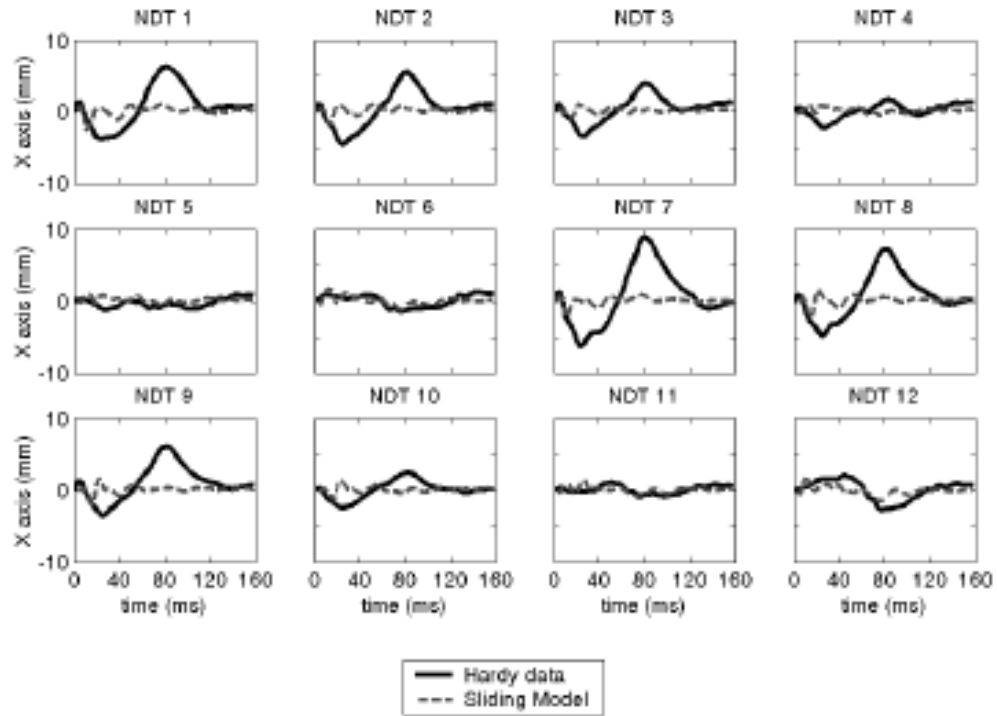 NDT 1 NDT 2 NDT 3 NDT 4
10
X axis (mm)
0
-10
NDT 5 NDT 6 NDT 7 NDT 8
10
X axis (mm)
0
-10
NDT 9 NDT 10 NDT 11 NDT 12
10
X axis (mm)
0
-10
0 40 80 120 160 0 40 80 120 160 0 40 80 120 160 0 40 80 120 160
time (ms) time (ms) time (ms) time (ms)
Hardy data
Sliding Model